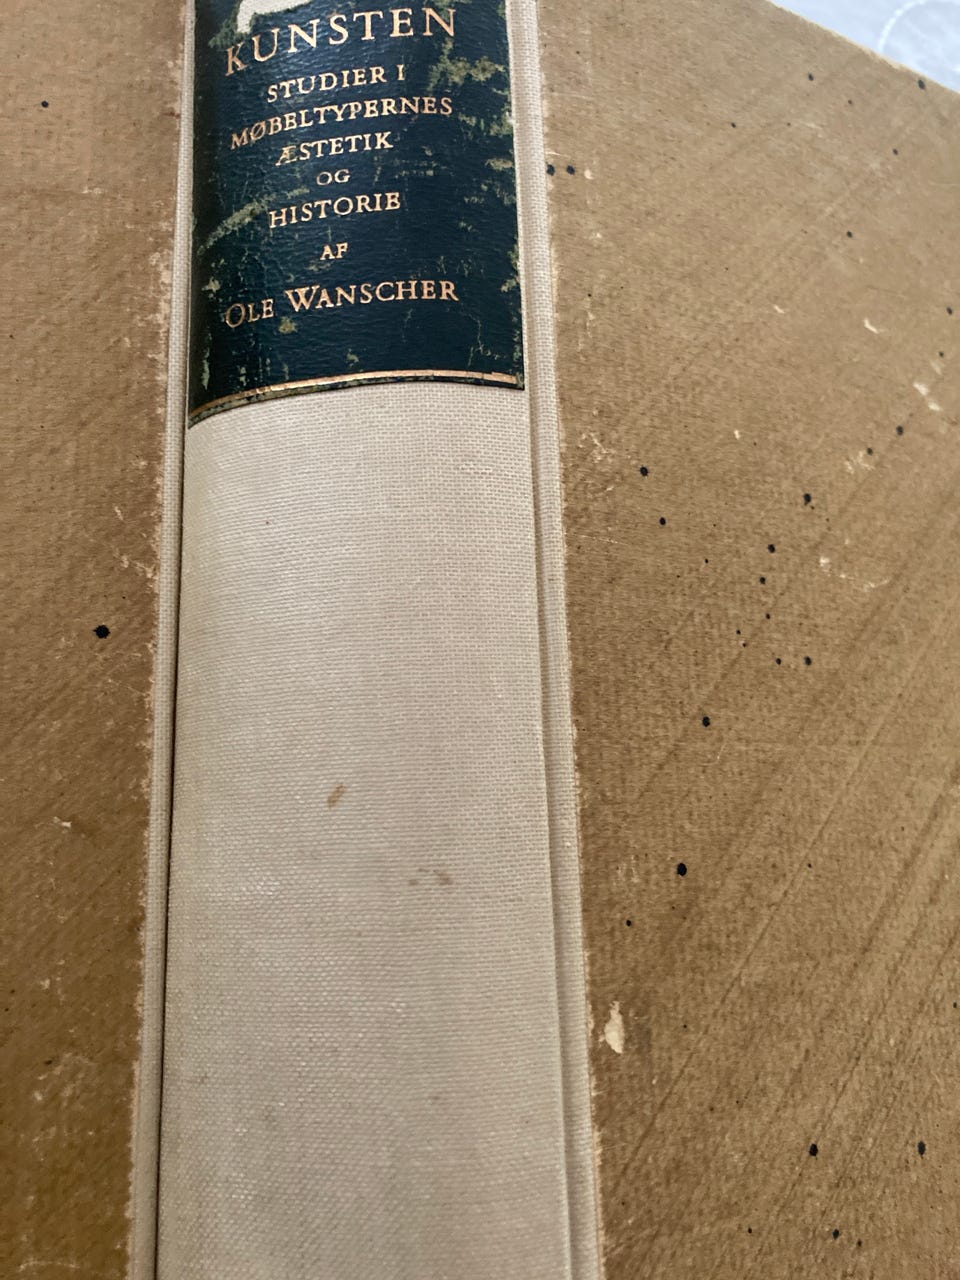 KUNSTEN
STUDIER I
MØBELTYPERNES
ÆSTETIK
OG
HISTORIE
AF
OLE WANSCHER